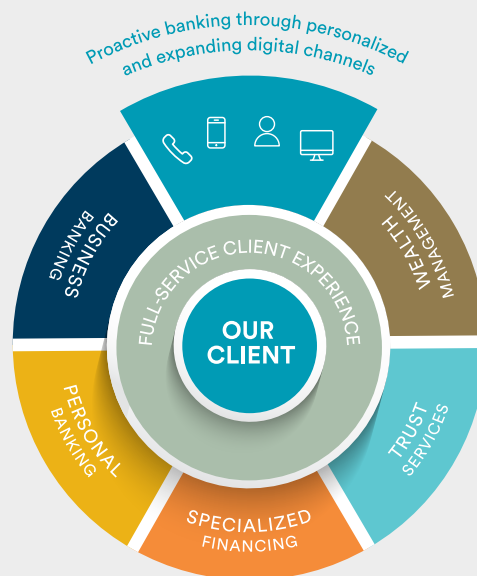 Proactive banking through personalized
and expanding digital channels
BUSINESS
BANKING
WEALTH
MANAGEMENT
FULL-SERVICE CLIENT EXPERIENCE
OUR
CLIENT
PERSONAL
BANKING
TRUST
SERVICES
SPECIALIZED
FINANCING